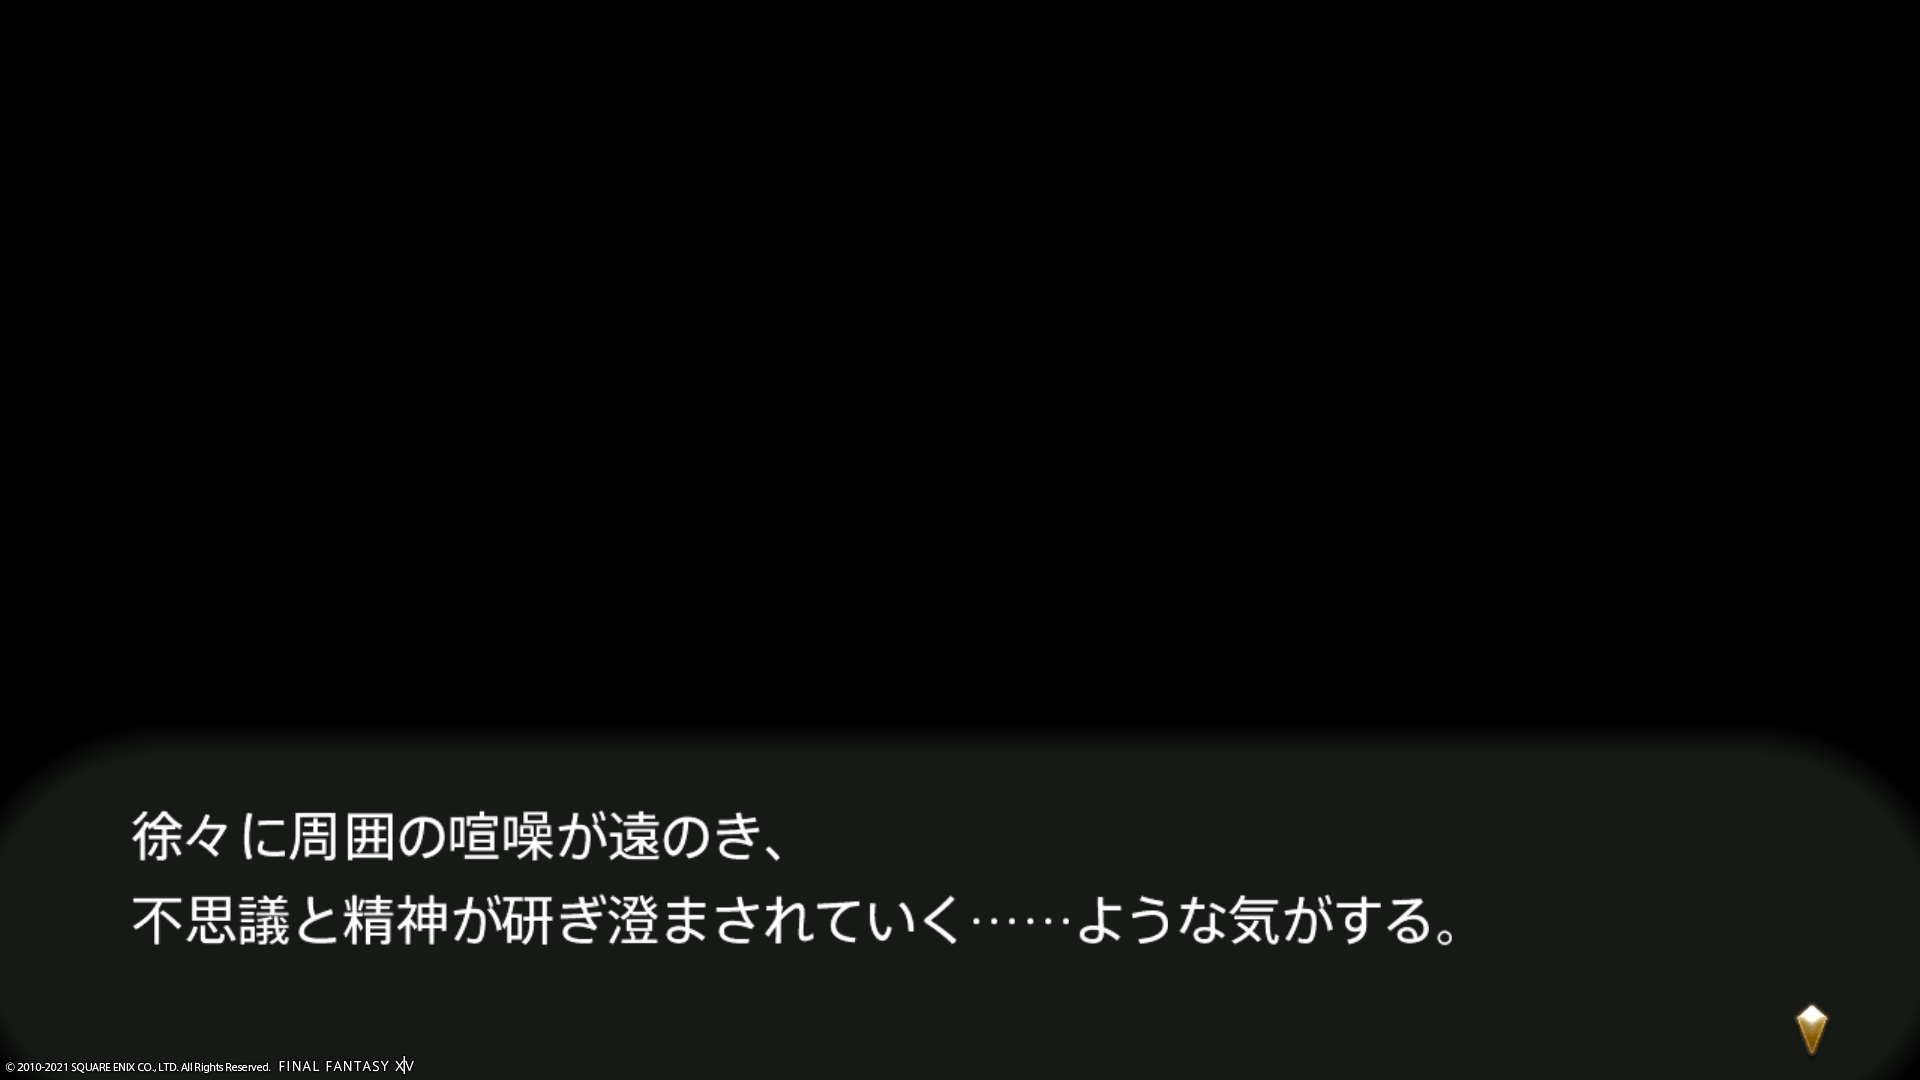 徐々に周囲の喧噪が遠のき、
不思議と精神が研ぎ澄まされていく……ような気がする。
© 2010-2021 SQUARE ENIX CO., LTD. All Rights Reserved. FINAL FANTASY XIV